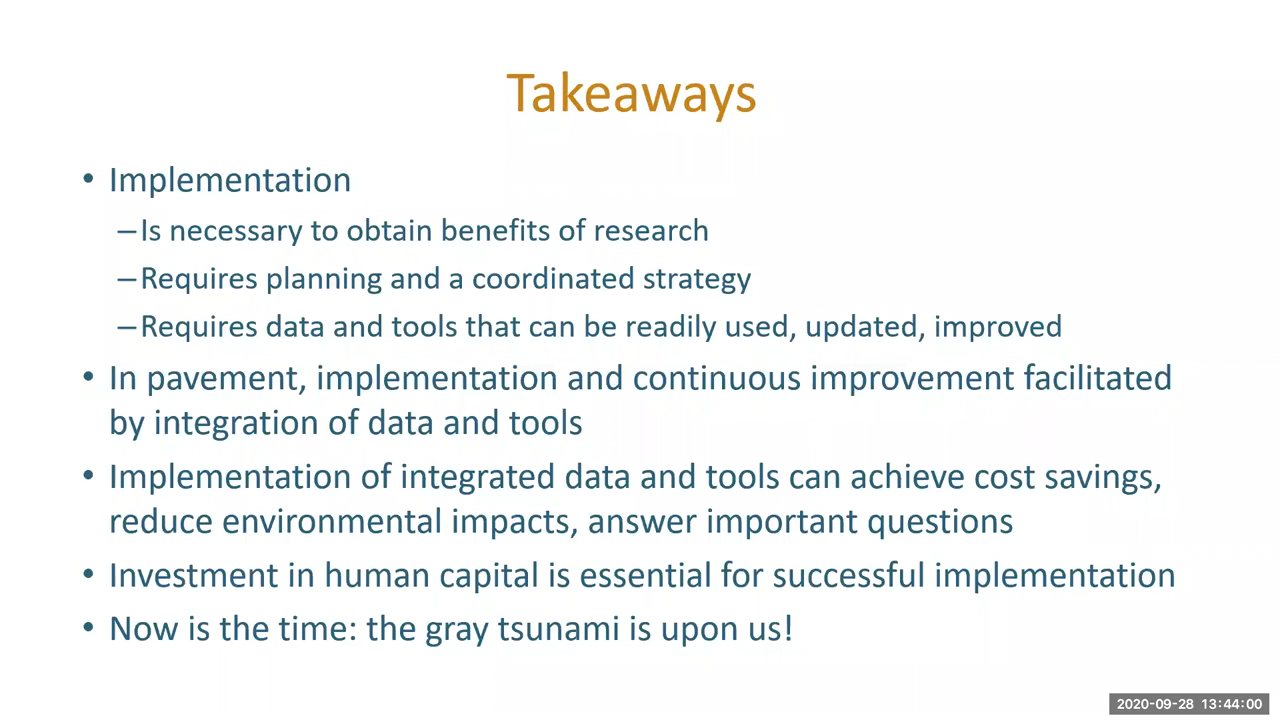 Takeaways
• Implementation
–Is necessary to obtain benefits of research
–Requires planning and a coordinated strategy
–Requires data and tools that can be readily used, updated, improved
• In pavement, implementation and continuous improvement facilitated
by integration of data and tools
• Implementation of integrated data and tools can achieve cost savings,
reduce environmental impacts, answer important questions
• Investment in human capital is essential for successful implementation
• Now is the time: the gray tsunami is upon us!
2020-09-28 13:44:00